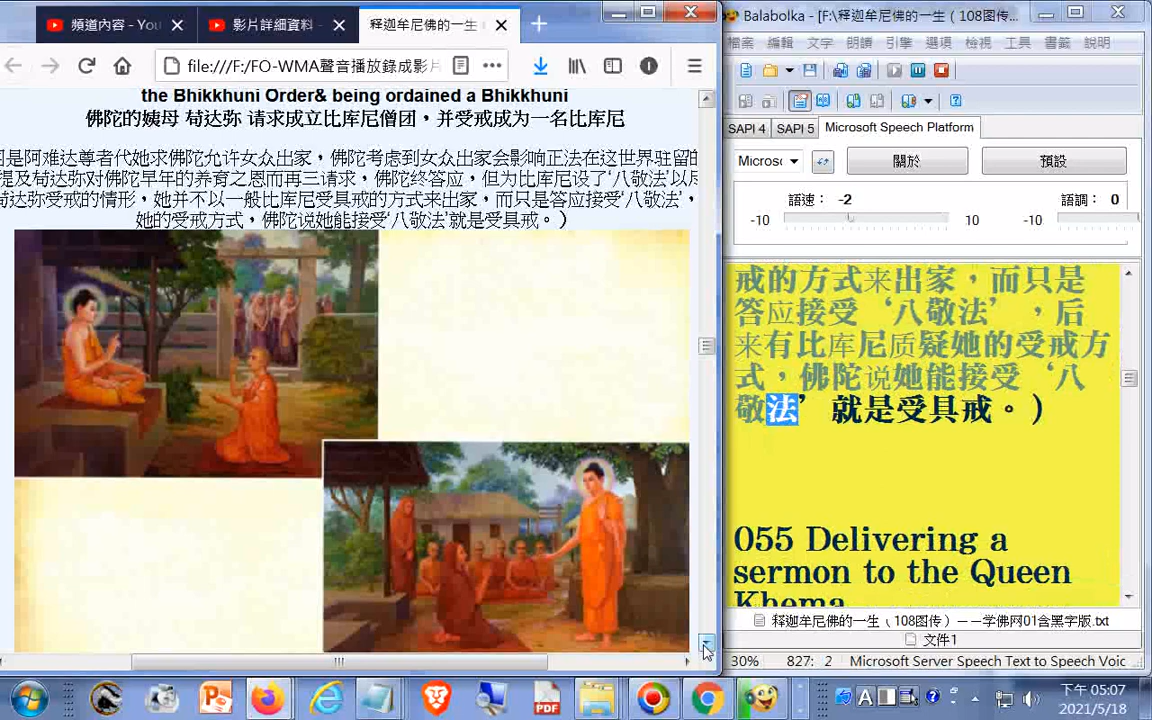 頻道內容 - You
影片詳細資料 -
释迦牟尼佛的一生
file:///F:/FO-WMA聲音播放錄成影片
the Bhikkhuni Order& being ordained a Bhikkhuni
佛陀的姨母 茍达弥 请求成立比库尼僧团，并受戒成为一名比库尼
是阿难达尊者代她求佛陀允许女众出家，佛陀考虑到女众出家会影响正法在这世界驻留的
提及茍达弥对佛陀早年的养育之恩而再三请求，佛陀终答应，但为比库尼设了‘八敬法’以后
茍达弥受戒的情形，她并不以一般比库尼受具戒的方式来出家，而只是答应接受‘八敬法’，
她的受戒方式，佛陀说她能接受‘八敬法’就是受具戒。）
Balabolka - [F:\释迦牟尼佛的一生（108图传）...
檔案 編輯 文字 朗讀 引擎 選項 檢視 工具 書籤 說明
SAPI 4 SAPI 5 Microsoft Speech Platform
Micros 關於 預設
語速： -2 語調： 0
-10 10 -10
戒的方式来出家，而只是
答应接受‘八敬法’，后
来有比库尼质疑她的受戒方
式，佛陀说她能接受‘八
敬法’就是受具戒。）
055 Delivering a
sermon to the Queen
Khema
释迦牟尼佛的一生（108图传）——学佛网01含黑字版.txt
文件1
30% 827: 2 Microsoft Server Speech Text to Speech Voic
PDF
A
下午 05:07
2021/5/18